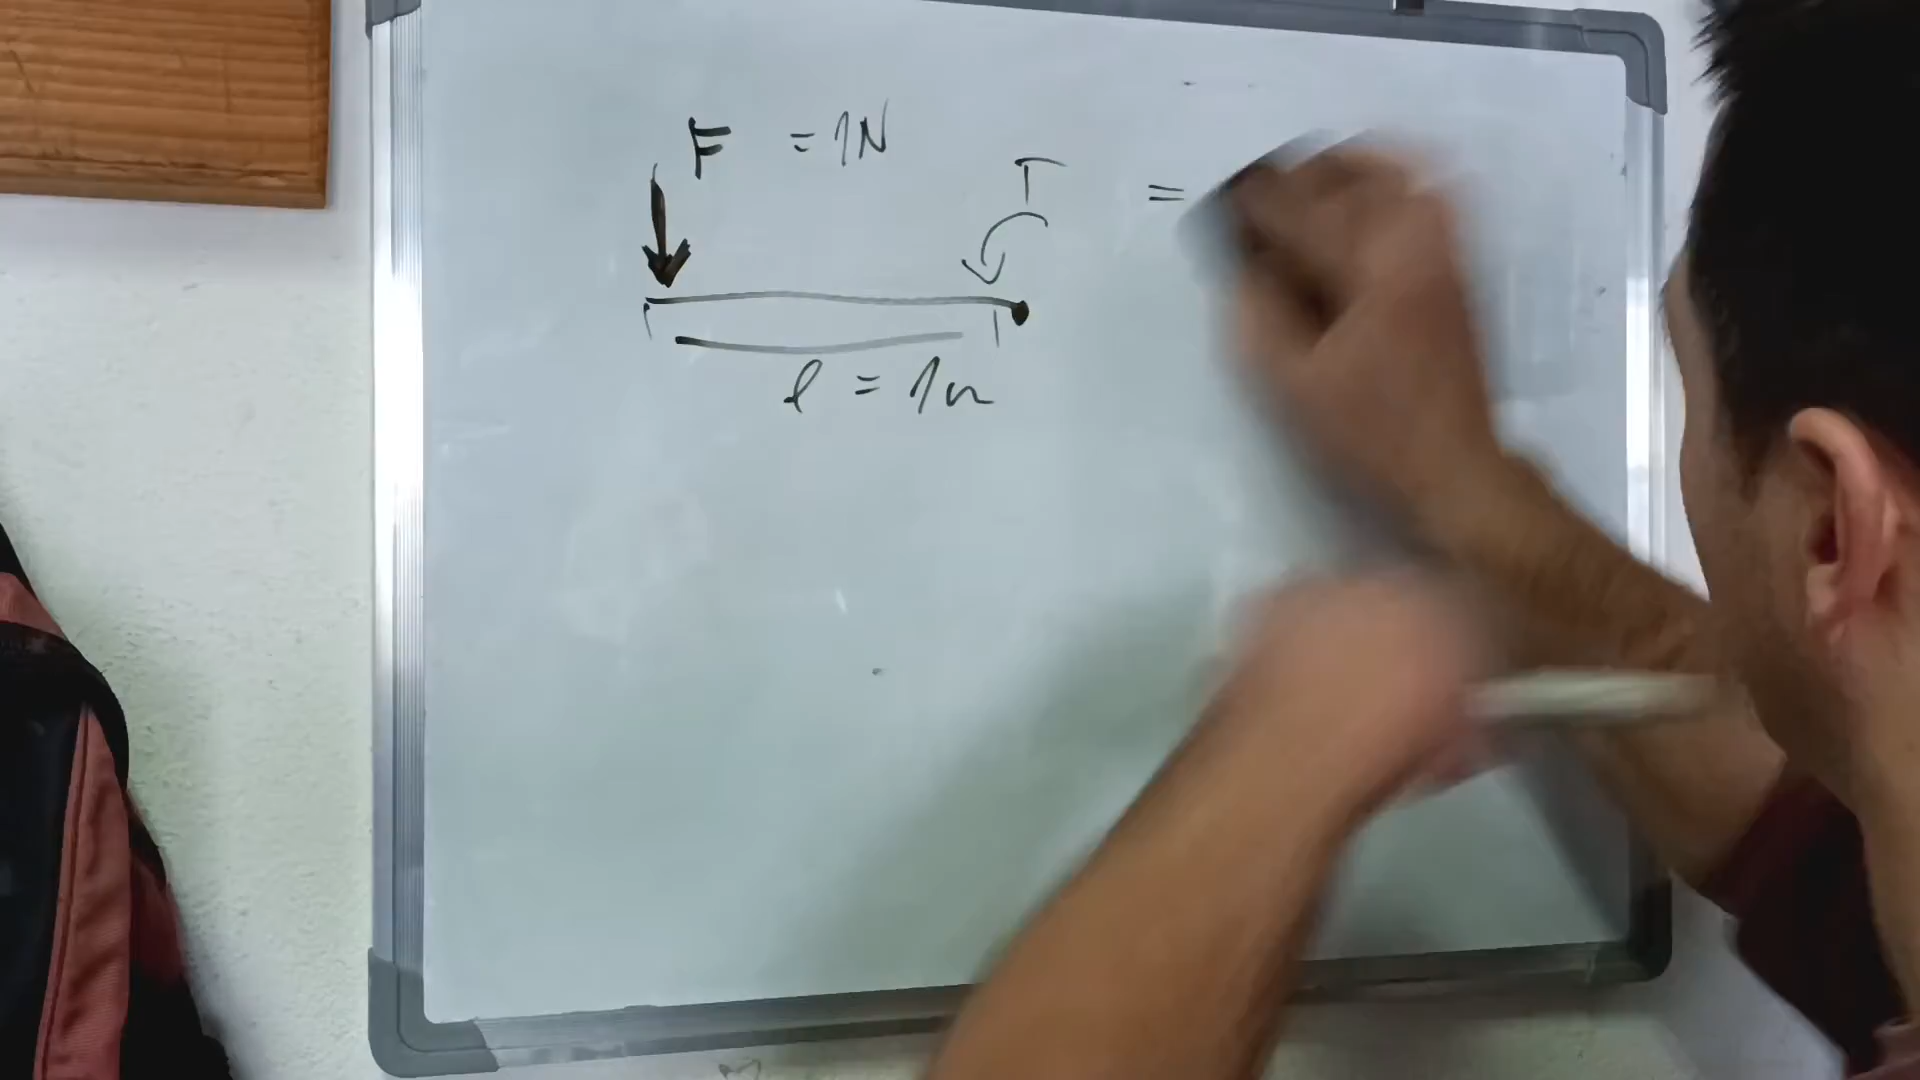 F = 1N
T =
l = 1m